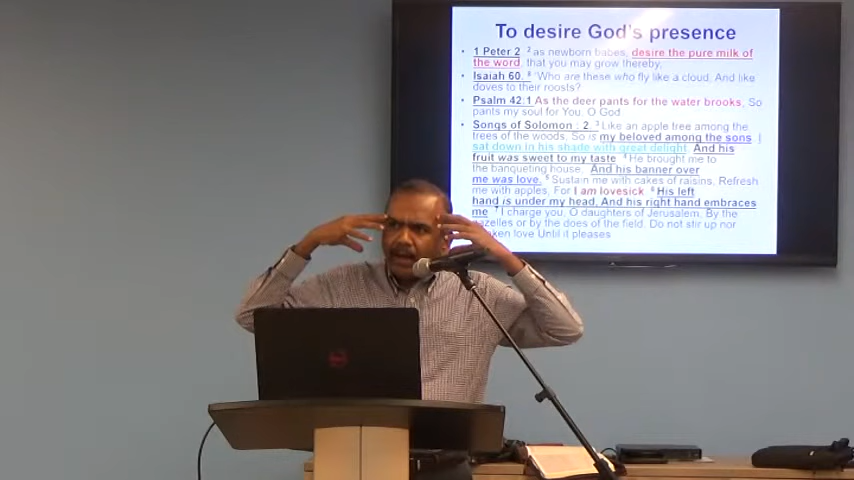 To desire God's presence
• 1 Peter 2 2 as newborn babes, desire the pure milk of
the word, that you may grow thereby,
• Isaiah 60. 8 "Who are these who fly like a cloud, And like
doves to their roosts?
• Psalm 42:1 As the deer pants for the water brooks, So
pants my soul for You, O God
• Songs of Solomon : 2. 3 Like an apple tree among the
trees of the woods, So is my beloved among the sons. I
sat down in his shade with great delight, And his
fruit was sweet to my taste 4 He brought me to
the banqueting house, And his banner over
me was love. 5 Sustain me with cakes of raisins, Refresh
me with apples, For I am lovesick 6 His left
hand is under my head, And his right hand embraces
me 7 I charge you, O daughters of Jerusalem, By the
gazelles or by the does of the field, Do not stir up nor
love Until it pleases